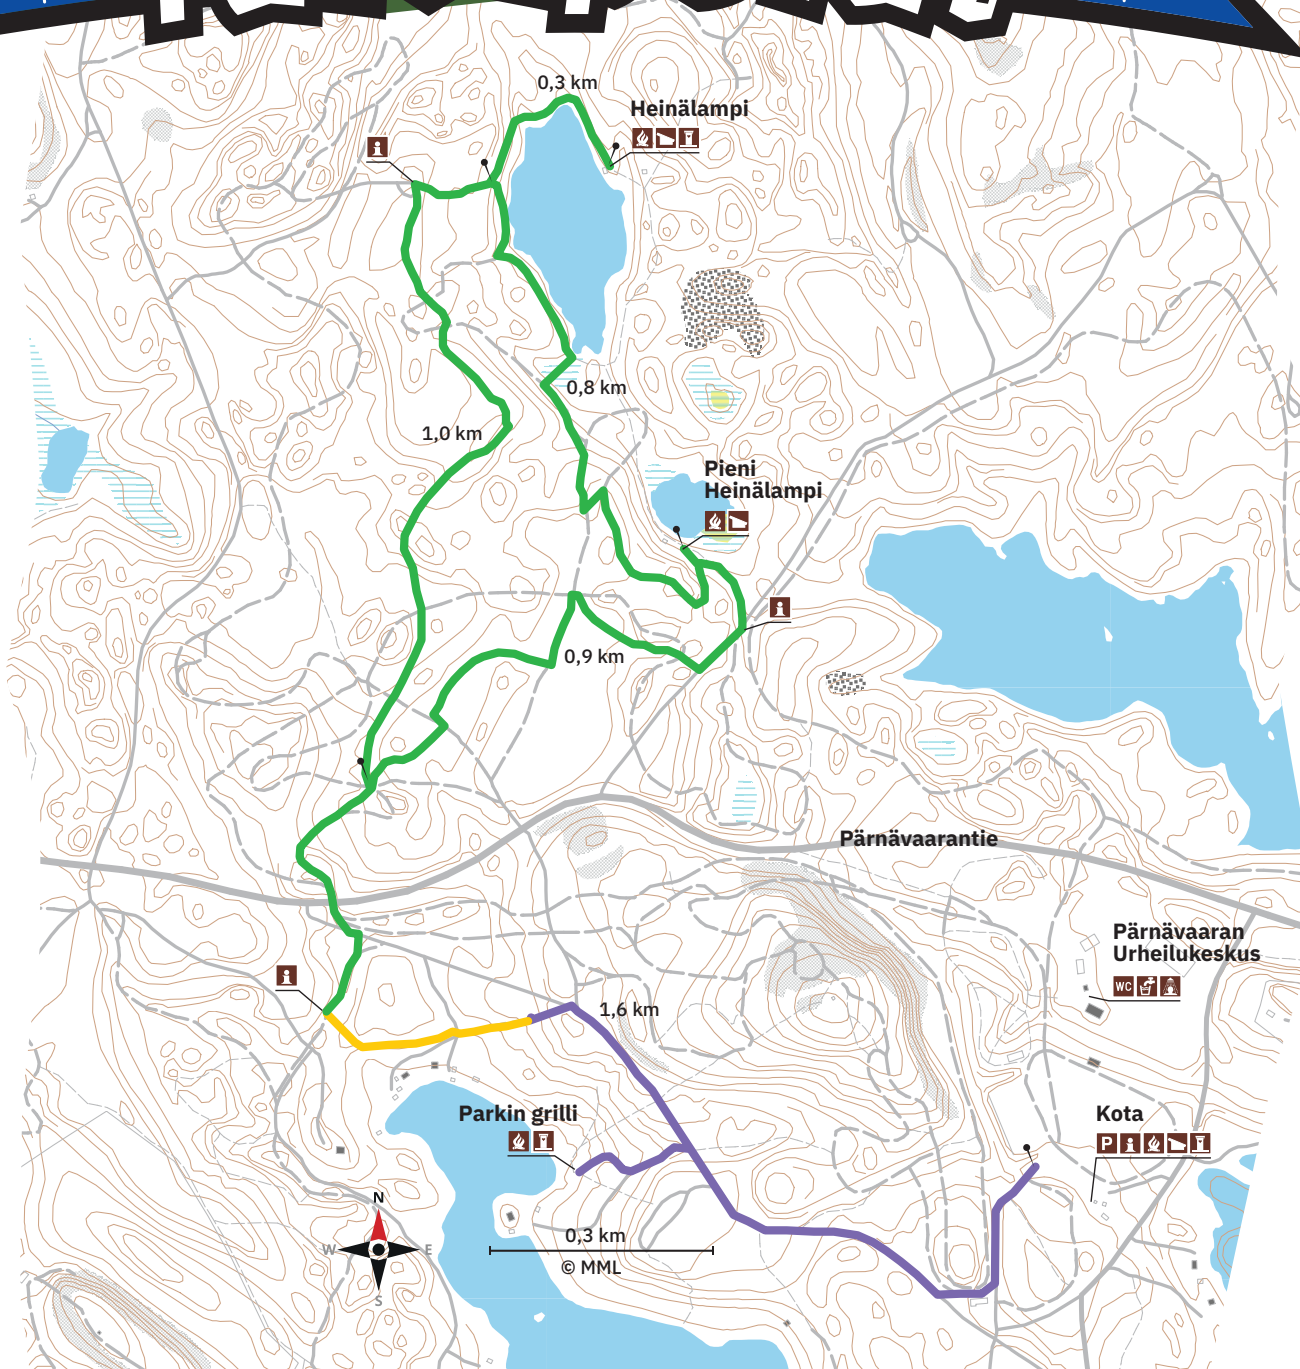 0,3 km
Heinälampi
0,8 km
1,0 km
Pieni
Heinälampi
0,9 km
Pärnävaarantie
Pärnävaaran
Urheilukeskus
WC
1,6 km
Parkin grilli
Kota
P
N
W
E
S
0,3 km
© MML